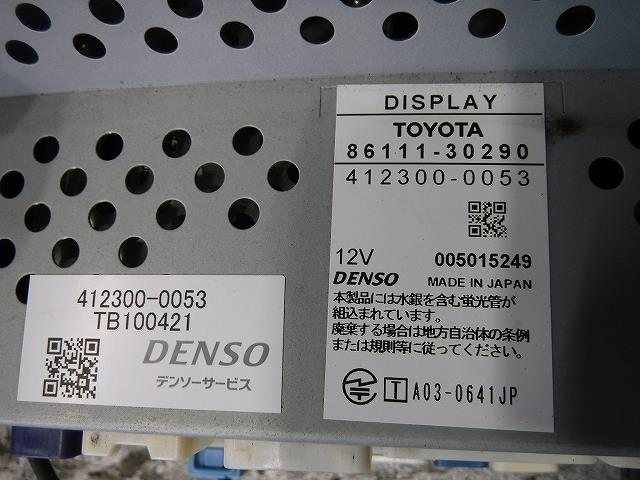 DISPLAY
TOYOTA
86111-30290
412300-0053
12V 005015249
DENSO MADE IN JAPAN
本製品には水銀を含む蛍光管が
組込まれています。
廃棄する場合は地方自治体の条例
または規則等に従ってください。
T A03-0641JP
412300-0053
TB100421
DENSO
デンソーサービス